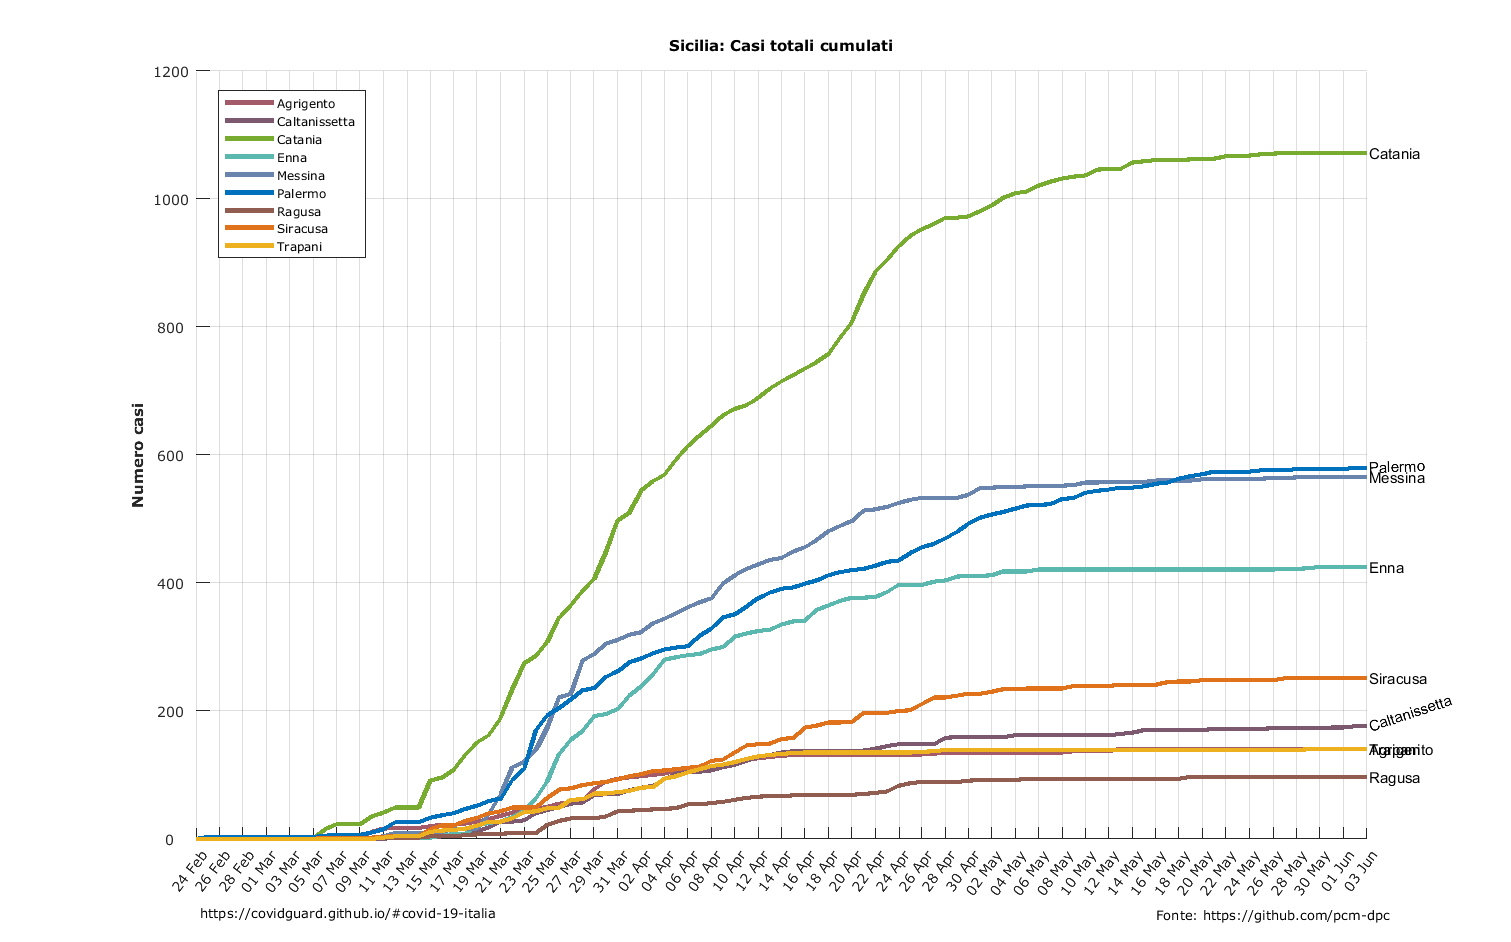 Sicilia: Casi totali cumulati
1200
1000
800
600
400
200
0
Numero casi
Agrigento
Caltanissetta
Catania
Enna
Messina
Palermo
Ragusa
Siracusa
Trapani
Catania
Palermo
Messina
Enna
Siracusa
Caltanissetta
Agrigento
Trapani
Ragusa
24 Feb
26 Feb
28 Feb
01 Mar
03 Mar
05 Mar
07 Mar
09 Mar
11 Mar
13 Mar
15 Mar
17 Mar
19 Mar
21 Mar
23 Mar
25 Mar
27 Mar
29 Mar
31 Mar
02 Apr
04 Apr
06 Apr
08 Apr
10 Apr
12 Apr
14 Apr
16 Apr
18 Apr
20 Apr
22 Apr
24 Apr
26 Apr
28 Apr
30 Apr
02 May
04 May
06 May
08 May
10 May
12 May
14 May
16 May
18 May
20 May
22 May
24 May
26 May
28 May
30 May
01 Jun
03 Jun
https://covidguard.github.io/#covid-19-italia
Fonte: https://github.com/pcm-dpc